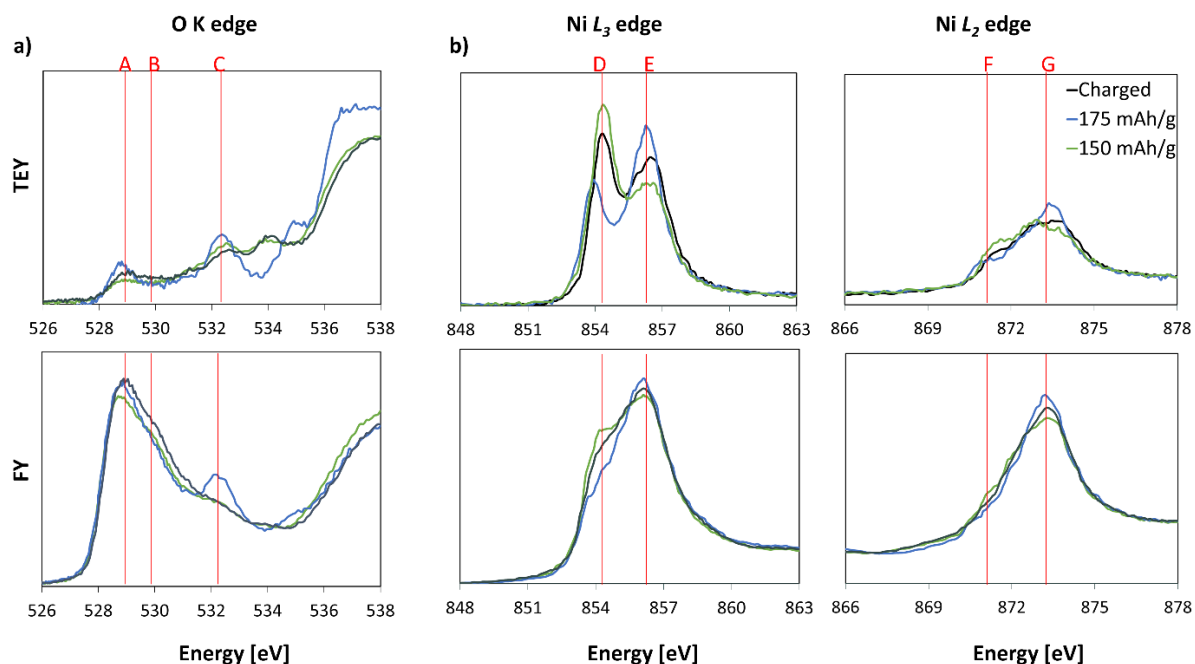 O K edge
Ni L3 edge
Ni L2 edge
a)
b)
A B C
D E
F G
Charged
175 mAh/g
150 mAh/g
TEY
526 528 530 532 534 536 538
848 851 854 857 860 863
866 869 872 875 878
FY
526 528 530 532 534 536 538
848 851 854 857 860 863
866 869 872 875 878
Energy [eV]
Energy [eV]
Energy [eV]